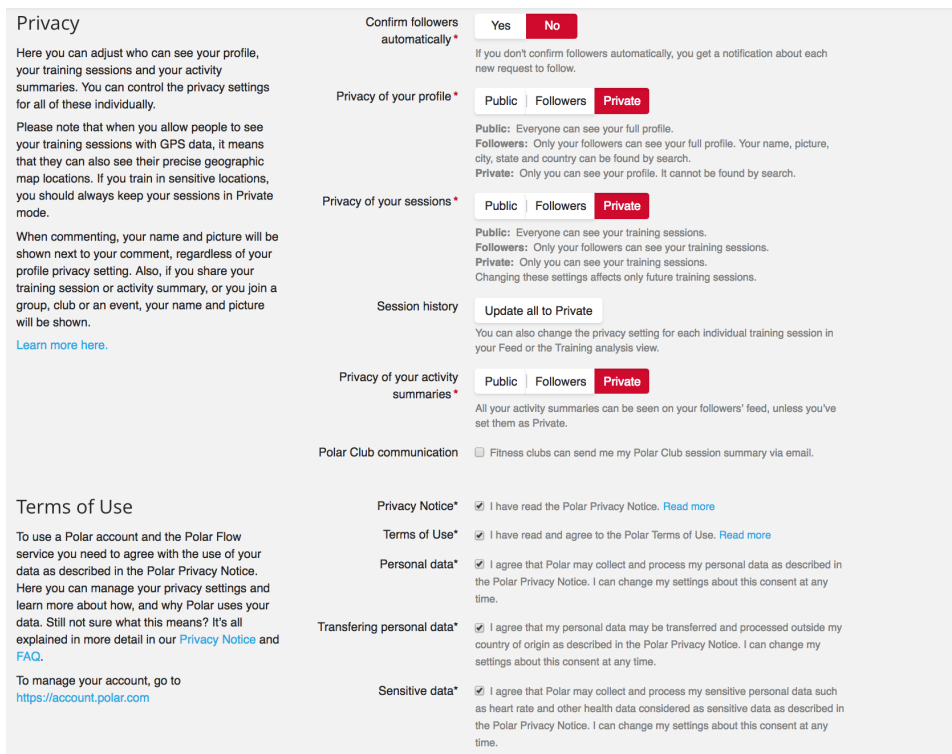 Privacy
Here you can adjust who can see your profile,
your training sessions and your activity
summaries. You can control the privacy settings
for all of these individually.
Please note that when you allow people to see
your training sessions with GPS data, it means
that they can also see their precise geographic
map locations. If you train in sensitive locations,
you should always keep your sessions in Private
mode.
When commenting, your name and picture will be
shown next to your comment, regardless of your
profile privacy setting. Also, if you share your
training session or activity summary, or you join a
group, club or an event, your name and picture
will be shown.
Learn more here.
Confirm followers
automatically *
Yes No
If you don't confirm followers automatically, you get a notification about each
new request to follow.
Privacy of your profile *
Public Followers Private
Public: Everyone can see your full profile.
Followers: Only your followers can see your full profile. Your name, picture,
city, state and country can be found by search.
Private: Only you can see your profile. It cannot be found by search.
Privacy of your sessions *
Public Followers Private
Public: Everyone can see your training sessions.
Followers: Only your followers can see your training sessions.
Private: Only you can see your training sessions.
Changing these settings affects only future training sessions.
Session history
Update all to Private
You can also change the privacy setting for each individual training session in
your Feed or the Training analysis view.
Privacy of your activity
summaries *
Public Followers Private
All your activity summaries can be seen on your followers' feed, unless you've
set them as Private.
Polar Club communication
Fitness clubs can send me my Polar Club session summary via email.
Terms of Use
To use a Polar account and the Polar Flow
service you need to agree with the use of your
data as described in the Polar Privacy Notice.
Here you can manage your privacy settings and
learn more about how, and why Polar uses your
data. Still not sure what this means? It's all
explained in more detail in our Privacy Notice and
FAQ.
To manage your account, go to
https://account.polar.com
Privacy Notice*
I have read the Polar Privacy Notice. Read more
Terms of Use*
I have read and agree to the Polar Terms of Use. Read more
Personal data*
I agree that Polar may collect and process my personal data as described in
the Polar Privacy Notice. I can change my settings about this consent at any
time.
Transfering personal data*
I agree that my personal data may be transferred and processed outside my
country of origin as described in the Polar Privacy Notice. I can change my
settings about this consent at any time.
Sensitive data*
I agree that Polar may collect and process my sensitive personal data such
as heart rate and other health data considered as sensitive data as described in
the Polar Privacy Notice. I can change my settings about this consent at any
time.